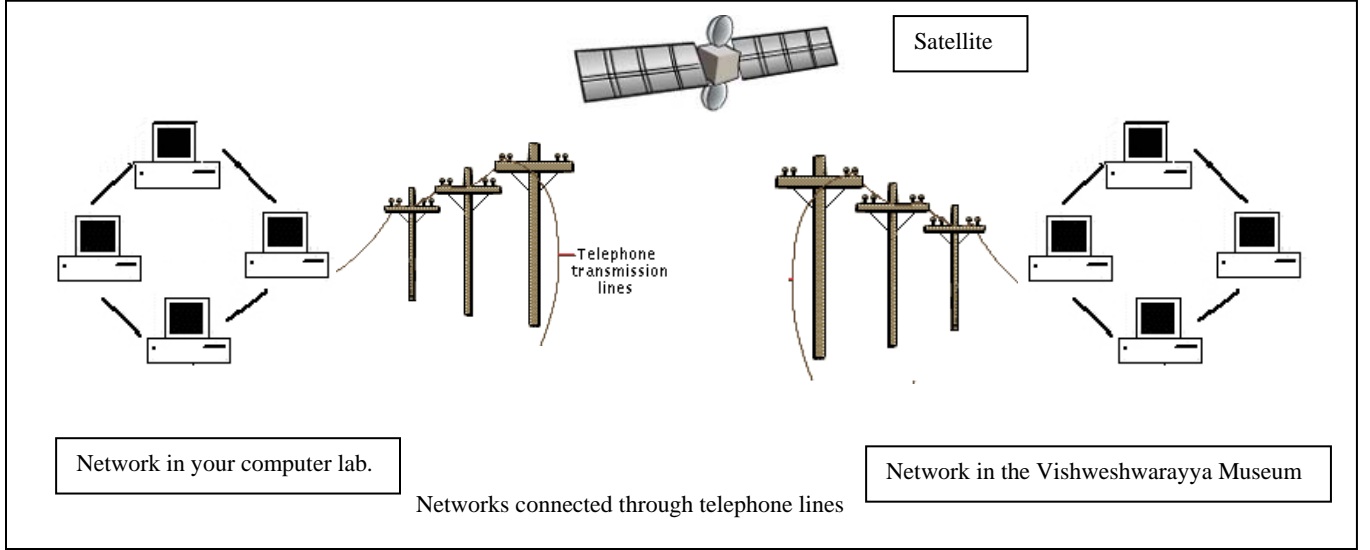 Satellite
Telephone
transmission
lines
Network in your computer lab.
Network in the Vishweshwarayya Museum
Networks connected through telephone lines